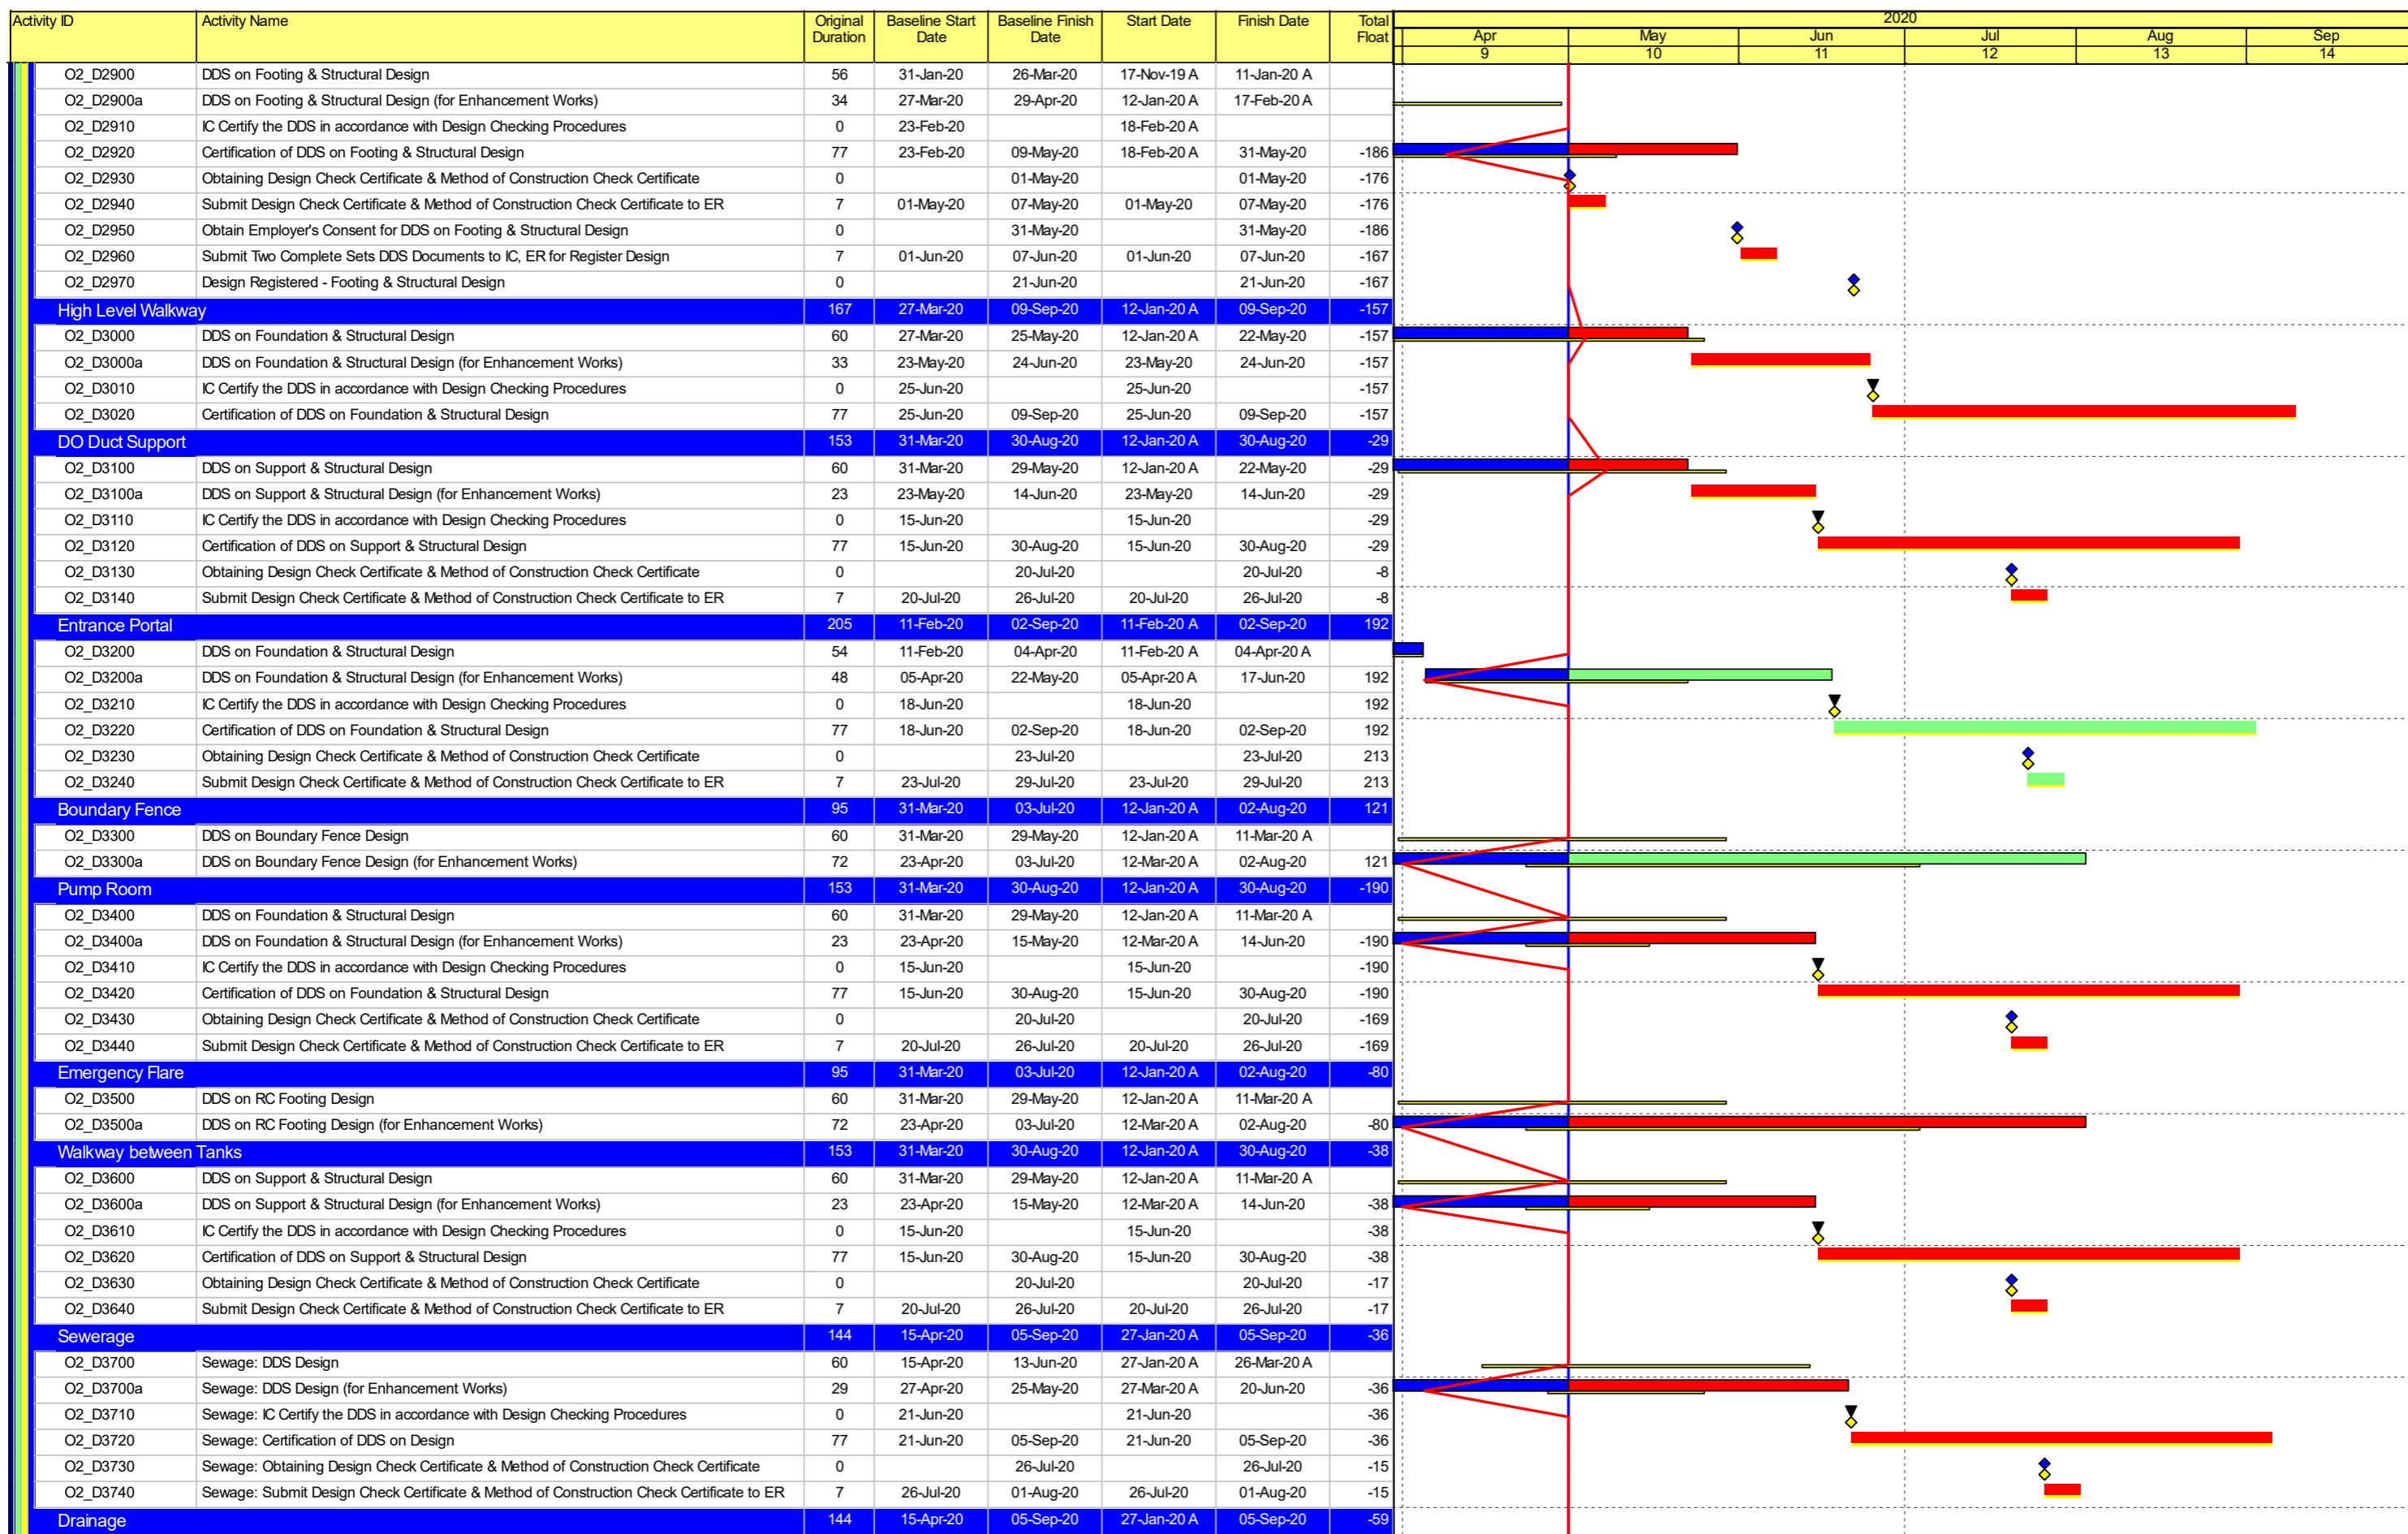 Activity ID Activity Name Original Duration Baseline Start Date Baseline Finish Date Start Date Finish Date Total Float 2020
Apr May Jun Jul Aug Sep
9 10 11 12 13 14
O2_D2900 DDS on Footing & Structural Design 56 31-Jan-20 26-Mar-20 17-Nov-19 A 11-Jan-20 A
O2_D2900a DDS on Footing & Structural Design (for Enhancement Works) 34 27-Mar-20 29-Apr-20 12-Jan-20 A 17-Feb-20 A
O2_D2910 IC Certify the DDS in accordance with Design Checking Procedures 0 23-Feb-20 18-Feb-20 A
O2_D2920 Certification of DDS on Footing & Structural Design 77 23-Feb-20 09-May-20 18-Feb-20 A 31-May-20 -186
O2_D2930 Obtaining Design Check Certificate & Method of Construction Check Certificate 0 01-May-20 01-May-20 -176
O2_D2940 Submit Design Check Certificate & Method of Construction Check Certificate to ER 7 01-May-20 07-May-20 01-May-20 07-May-20 -176
O2_D2950 Obtain Employer's Consent for DDS on Footing & Structural Design 0 31-May-20 31-May-20 -186
O2_D2960 Submit Two Complete Sets DDS Documents to IC, ER for Register Design 7 01-Jun-20 07-Jun-20 01-Jun-20 07-Jun-20 -167
O2_D2970 Design Registered - Footing & Structural Design 0 21-Jun-20 21-Jun-20 -167
High Level Walkway 167 27-Mar-20 09-Sep-20 12-Jan-20 A 09-Sep-20 -157
O2_D3000 DDS on Foundation & Structural Design 60 27-Mar-20 25-May-20 12-Jan-20 A 22-May-20 -157
O2_D3000a DDS on Foundation & Structural Design (for Enhancement Works) 33 23-May-20 24-Jun-20 23-May-20 24-Jun-20 -157
O2_D3010 IC Certify the DDS in accordance with Design Checking Procedures 0 25-Jun-20 25-Jun-20 -157
O2_D3020 Certification of DDS on Foundation & Structural Design 77 25-Jun-20 09-Sep-20 25-Jun-20 09-Sep-20 -157
DO Duct Support 153 31-Mar-20 30-Aug-20 12-Jan-20 A 30-Aug-20 -29
O2_D3100 DDS on Support & Structural Design 60 31-Mar-20 29-May-20 12-Jan-20 A 22-May-20 -29
O2_D3100a DDS on Support & Structural Design (for Enhancement Works) 23 23-May-20 14-Jun-20 23-May-20 14-Jun-20 -29
O2_D3110 IC Certify the DDS in accordance with Design Checking Procedures 0 15-Jun-20 15-Jun-20 -29
O2_D3120 Certification of DDS on Support & Structural Design 77 15-Jun-20 30-Aug-20 15-Jun-20 30-Aug-20 -29
O2_D3130 Obtaining Design Check Certificate & Method of Construction Check Certificate 0 20-Jul-20 20-Jul-20 -8
O2_D3140 Submit Design Check Certificate & Method of Construction Check Certificate to ER 7 20-Jul-20 26-Jul-20 20-Jul-20 26-Jul-20 -8
Entrance Portal 205 11-Feb-20 02-Sep-20 11-Feb-20 A 02-Sep-20 192
O2_D3200 DDS on Foundation & Structural Design 54 11-Feb-20 04-Apr-20 11-Feb-20 A 04-Apr-20 A
O2_D3200a DDS on Foundation & Structural Design (for Enhancement Works) 48 05-Apr-20 22-May-20 05-Apr-20 A 17-Jun-20 192
O2_D3210 IC Certify the DDS in accordance with Design Checking Procedures 0 18-Jun-20 18-Jun-20 192
O2_D3220 Certification of DDS on Foundation & Structural Design 77 18-Jun-20 02-Sep-20 18-Jun-20 02-Sep-20 192
O2_D3230 Obtaining Design Check Certificate & Method of Construction Check Certificate 0 23-Jul-20 23-Jul-20 213
O2_D3240 Submit Design Check Certificate & Method of Construction Check Certificate to ER 7 23-Jul-20 29-Jul-20 23-Jul-20 29-Jul-20 213
Boundary Fence 95 31-Mar-20 03-Jul-20 12-Jan-20 A 02-Aug-20 121
O2_D3300 DDS on Boundary Fence Design 60 31-Mar-20 29-May-20 12-Jan-20 A 11-Mar-20 A
O2_D3300a DDS on Boundary Fence Design (for Enhancement Works) 72 23-Apr-20 03-Jul-20 12-Mar-20 A 02-Aug-20 121
Pump Room 153 31-Mar-20 30-Aug-20 12-Jan-20 A 30-Aug-20 -190
O2_D3400 DDS on Foundation & Structural Design 60 31-Mar-20 29-May-20 12-Jan-20 A 11-Mar-20 A
O2_D3400a DDS on Foundation & Structural Design (for Enhancement Works) 23 23-Apr-20 15-May-20 12-Mar-20 A 14-Jun-20 -190
O2_D3410 IC Certify the DDS in accordance with Design Checking Procedures 0 15-Jun-20 15-Jun-20 -190
O2_D3420 Certification of DDS on Foundation & Structural Design 77 15-Jun-20 30-Aug-20 15-Jun-20 30-Aug-20 -190
O2_D3430 Obtaining Design Check Certificate & Method of Construction Check Certificate 0 20-Jul-20 20-Jul-20 -169
O2_D3440 Submit Design Check Certificate & Method of Construction Check Certificate to ER 7 20-Jul-20 26-Jul-20 20-Jul-20 26-Jul-20 -169
Emergency Flare 95 31-Mar-20 03-Jul-20 12-Jan-20 A 02-Aug-20 -80
O2_D3500 DDS on RC Footing Design 60 31-Mar-20 29-May-20 12-Jan-20 A 11-Mar-20 A
O2_D3500a DDS on RC Footing Design (for Enhancement Works) 72 23-Apr-20 03-Jul-20 12-Mar-20 A 02-Aug-20 -80
Walkway between Tanks 153 31-Mar-20 30-Aug-20 12-Jan-20 A 30-Aug-20 -38
O2_D3600 DDS on Support & Structural Design 60 31-Mar-20 29-May-20 12-Jan-20 A 11-Mar-20 A
O2_D3600a DDS on Support & Structural Design (for Enhancement Works) 23 23-Apr-20 15-May-20 12-Mar-20 A 14-Jun-20 -38
O2_D3610 IC Certify the DDS in accordance with Design Checking Procedures 0 15-Jun-20 15-Jun-20 -38
O2_D3620 Certification of DDS on Support & Structural Design 77 15-Jun-20 30-Aug-20 15-Jun-20 30-Aug-20 -38
O2_D3630 Obtaining Design Check Certificate & Method of Construction Check Certificate 0 20-Jul-20 20-Jul-20 -17
O2_D3640 Submit Design Check Certificate & Method of Construction Check Certificate to ER 7 20-Jul-20 26-Jul-20 20-Jul-20 26-Jul-20 -17
Sewerage 144 15-Apr-20 05-Sep-20 27-Jan-20 A 05-Sep-20 -36
O2_D3700 Sewage: DDS Design 60 15-Apr-20 13-Jun-20 27-Jan-20 A 26-Mar-20 A
O2_D3700a Sewage: DDS Design (for Enhancement Works) 29 27-Apr-20 25-May-20 27-Mar-20 A 20-Jun-20 -36
O2_D3710 Sewage: IC Certify the DDS in accordance with Design Checking Procedures 0 21-Jun-20 21-Jun-20 -36
O2_D3720 Sewage: Certification of DDS on Design 77 21-Jun-20 05-Sep-20 21-Jun-20 05-Sep-20 -36
O2_D3730 Sewage: Obtaining Design Check Certificate & Method of Construction Check Certificate 0 26-Jul-20 26-Jul-20 -15
O2_D3740 Sewage: Submit Design Check Certificate & Method of Construction Check Certificate to ER 7 26-Jul-20 01-Aug-20 26-Jul-20 01-Aug-20 -15
Drainage 144 15-Apr-20 05-Sep-20 27-Jan-20 A 05-Sep-20 -59